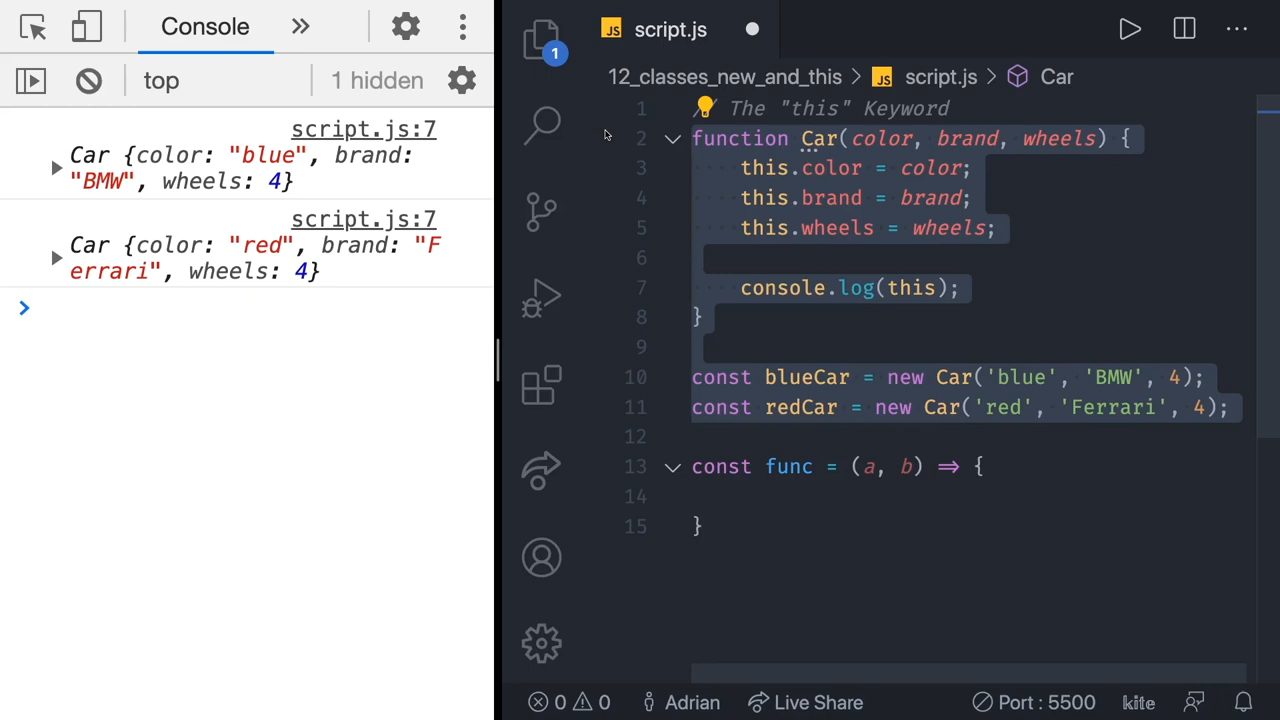 Console
top
1 hidden
script.js:7
Car {color: "blue", brand:
"BMW", wheels: 4}
script.js:7
Car {color: "red", brand: "F
errari", wheels: 4}
1
JS script.js
12_classes_new_and_this > JS script.js > Car
1 // The "this" Keyword
2 function Car(color, brand, wheels) {
3 this.color = color;
4 this.brand = brand;
5 this.wheels = wheels;
6
7 console.log(this);
8 }
9
10 const blueCar = new Car('blue', 'BMW', 4);
11 const redCar = new Car('red', 'Ferrari', 4);
12
13 const func = (a, b) => {
14
15 }
0 0 Adrian Live Share Port : 5500 kite